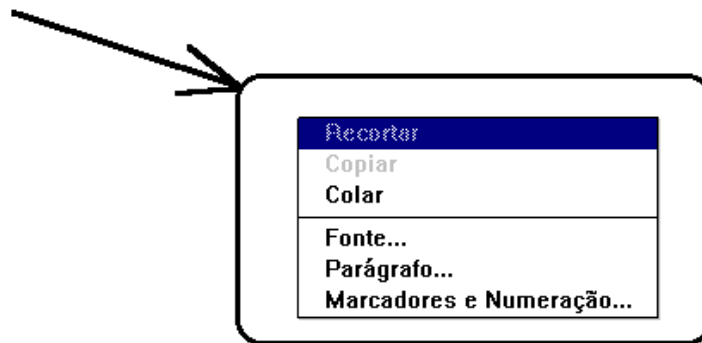 Recortar
Copiar
Colar
Fonte...
Parágrafo...
Marcadores e Numeração...